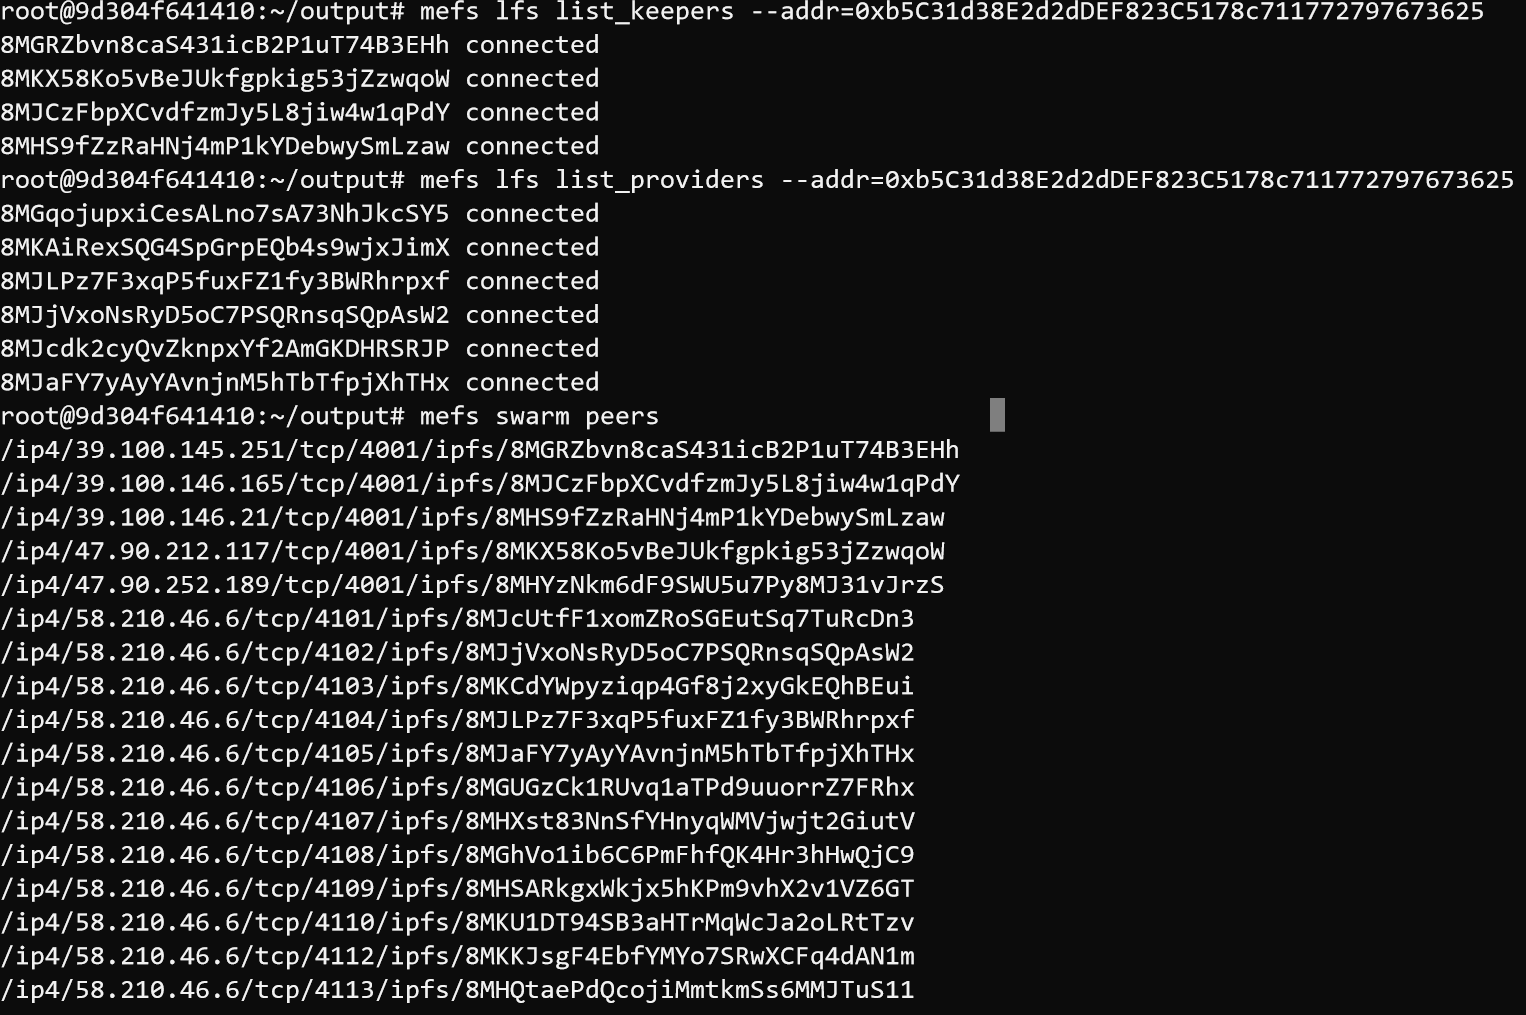 root@9d304f641410:~/output# mefs lfs list_keepers --addr=0xb5C31d38E2d2dDEF823C5178c711772797673625
8MGRZbvn8caS431icB2P1uT74B3EHh connected
8MKX58Ko5vBeJUkfgpkig53jZzwqoW connected
8MJCzFbpXCvdfzmJy5L8jiw4w1qPdY connected
8MHS9fZzRaHNj4mP1kYDebwySmLzaw connected
root@9d304f641410:~/output# mefs lfs list_providers --addr=0xb5C31d38E2d2dDEF823C5178c711772797673625
8MGqojupxiCesALno7sA73NhJkcSY5 connected
8MKAiRexSQG4SpGrpEQb4s9wjxJimX connected
8MJLPz7F3xqP5fuxFZ1fy3BWRhrpxf connected
8MJjVxoNsRyD5oC7PSQRnsqSQpAsW2 connected
8MJcdk2cyQvZknpxYf2AmGKDHRSRJP connected
8MJaFY7yAyYAvnjnM5hTbTfpjXhTHx connected
root@9d304f641410:~/output# mefs swarm peers
/ip4/39.100.145.251/tcp/4001/ipfs/8MGRZbvn8caS431icB2P1uT74B3EHh
/ip4/39.100.146.165/tcp/4001/ipfs/8MJCzFbpXCvdfzmJy5L8jiw4w1qPdY
/ip4/39.100.146.21/tcp/4001/ipfs/8MHS9fZzRaHNj4mP1kYDebwySmLzaw
/ip4/47.90.212.117/tcp/4001/ipfs/8MKX58Ko5vBeJUkfgpkig53jZzwqoW
/ip4/47.90.252.189/tcp/4001/ipfs/8MHYzNkm6dF9SWU5u7Py8MJ31vJrzS
/ip4/58.210.46.6/tcp/4101/ipfs/8MJcUtfF1xomZRoSGEutSq7TuRcDn3
/ip4/58.210.46.6/tcp/4102/ipfs/8MJjVxoNsRyD5oC7PSQRnsqSQpAsW2
/ip4/58.210.46.6/tcp/4103/ipfs/8MKCdYWpyziqp4Gf8j2xyGkEQhBEui
/ip4/58.210.46.6/tcp/4104/ipfs/8MJLPz7F3xqP5fuxFZ1fy3BWRhrpxf
/ip4/58.210.46.6/tcp/4105/ipfs/8MJaFY7yAyYAvnjnM5hTbTfpjXhTHx
/ip4/58.210.46.6/tcp/4106/ipfs/8MGUGzCk1RUvq1aTPd9uuorrZ7FRhx
/ip4/58.210.46.6/tcp/4107/ipfs/8MHXst83NnSfYHnyqWMVjwjt2GiutV
/ip4/58.210.46.6/tcp/4108/ipfs/8MGhVo1ib6C6PmFhfQK4Hr3hHwQjC9
/ip4/58.210.46.6/tcp/4109/ipfs/8MHSARkgxWkjx5hKPm9vhX2v1VZ6GT
/ip4/58.210.46.6/tcp/4110/ipfs/8MKU1DT94SB3aHTrMqWcJa2oLRtTzv
/ip4/58.210.46.6/tcp/4112/ipfs/8MKKJsgF4EbfYMYo7SRwXCFq4dAN1m
/ip4/58.210.46.6/tcp/4113/ipfs/8MHQtaePdQcojiMmtkmSs6MMJTuS11